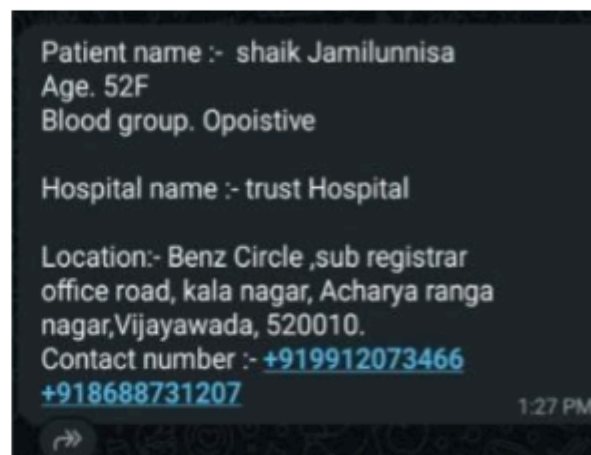 Patient name :- shaik Jamilunnisa
Age. 52F
Blood group. Opoistive
Hospital name :- trust Hospital
Location:- Benz Circle ,sub registrar
office road, kala nagar, Acharya ranga
nagar,Vijayawada, 520010.
Contact number :- +919912073466
+918688731207
1:27 PM